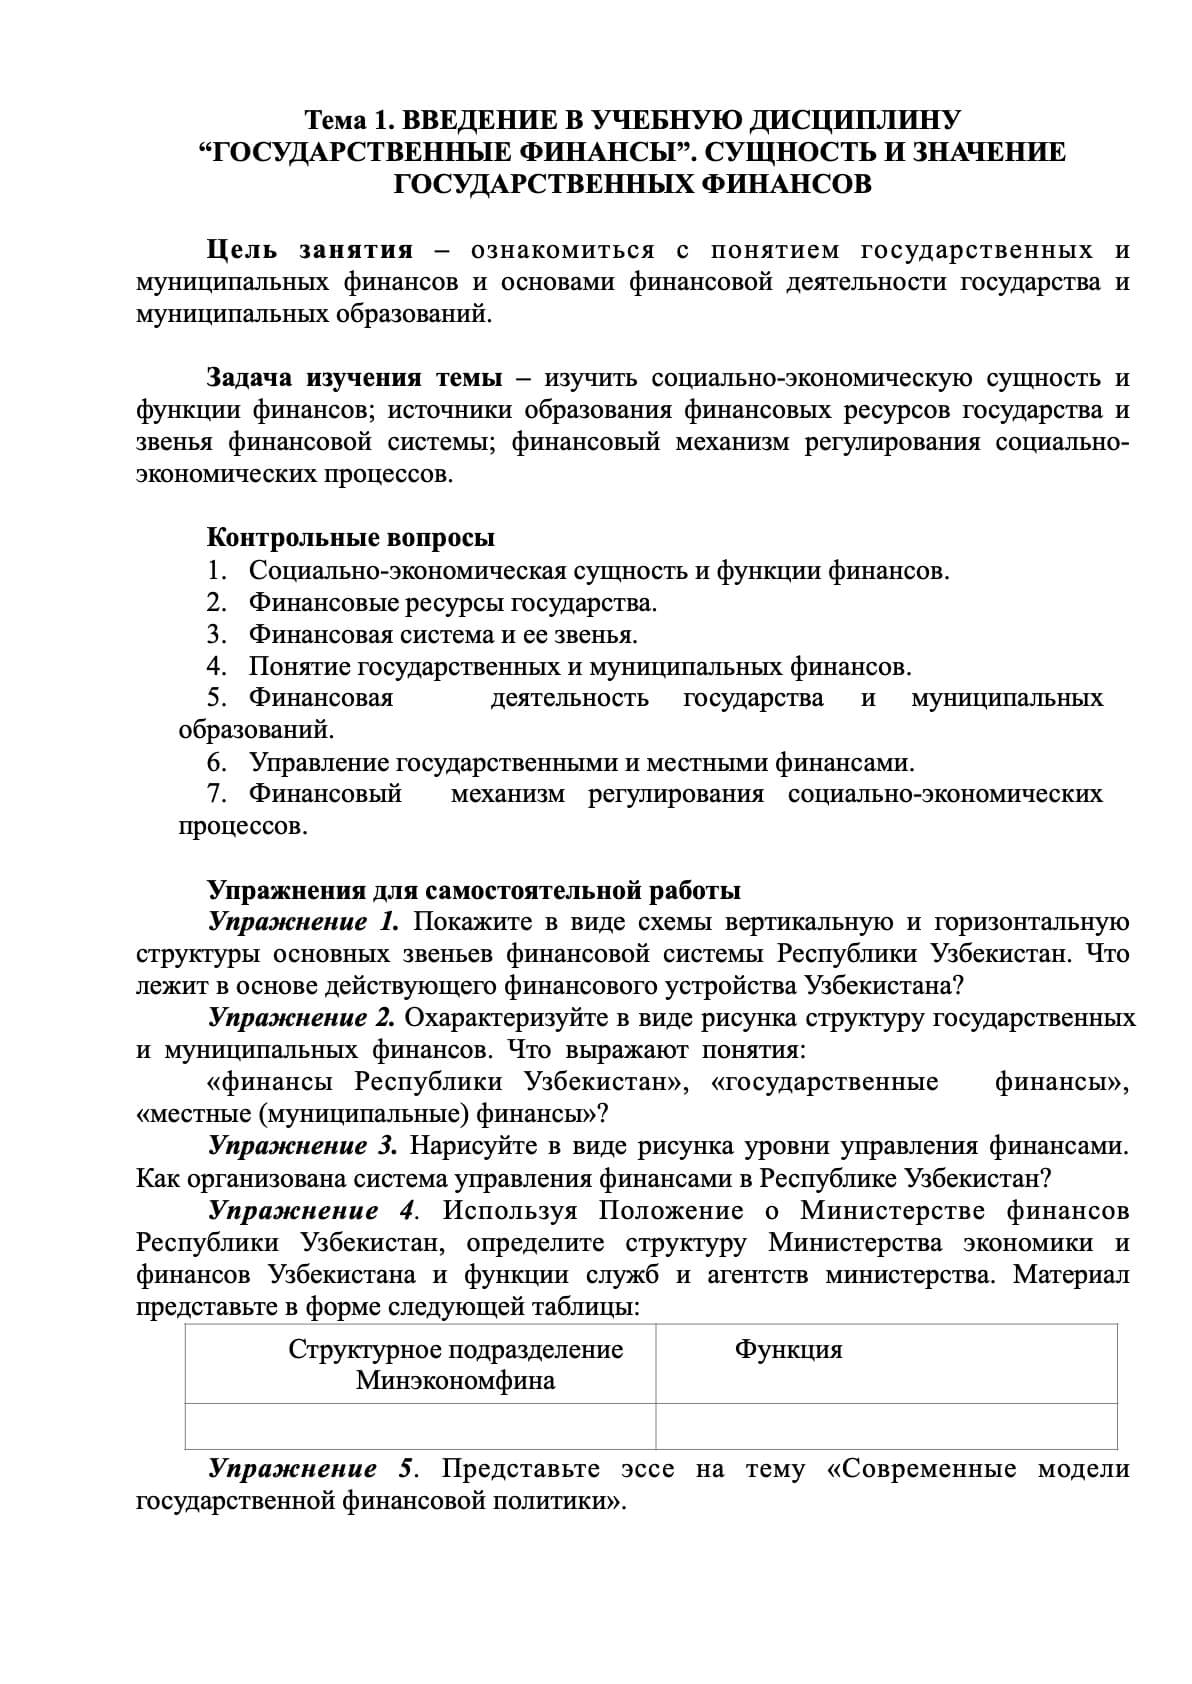 Тема 1. ВВЕДЕНИЕ В УЧЕБНУЮ ДИСЦИПЛИНУ
“ГОСУДАРСТВЕННЫЕ ФИНАНСЫ”. СУЩНОСТЬ И ЗНАЧЕНИЕ
ГОСУДАРСТВЕННЫХ ФИНАНСОВ
Цель занятия – ознакомиться с понятием государственных и
муниципальных финансов и основами финансовой деятельности государства и
муниципальных образований.
Задача изучения темы – изучить социально-экономическую сущность и
функции финансов; источники образования финансовых ресурсов государства и
звенья финансовой системы; финансовый механизм регулирования социально-
экономических процессов.
Контрольные вопросы
1. Социально-экономическая сущность и функции финансов.
2. Финансовые ресурсы государства.
3. Финансовая система и ее звенья.
4. Понятие государственных и муниципальных финансов.
5. Финансовая деятельность государства и муниципальных
образований.
6. Управление государственными и местными финансами.
7. Финансовый механизм регулирования социально-экономических
процессов.
Упражнения для самостоятельной работы
Упражнение 1. Покажите в виде схемы вертикальную и горизонтальную
структуры основных звеньев финансовой системы Республики Узбекистан. Что
лежит в основе действующего финансового устройства Узбекистана?
Упражнение 2. Охарактеризуйте в виде рисунка структуру государственных
и муниципальных финансов. Что выражают понятия:
«финансы Республики Узбекистан», «государственные финансы»,
«местные (муниципальные) финансы»?
Упражнение 3. Нарисуйте в виде рисунка уровни управления финансами.
Как организована система управления финансами в Республике Узбекистан?
Упражнение 4. Используя Положение о Министерстве финансов
Республики Узбекистан, определите структуру Министерства экономики и
финансов Узбекистана и функции служб и агентств министерства. Материал
представьте в форме следующей таблицы:
Структурное подразделение Функция
Минэкономфина
Упражнение 5. Представьте эссе на тему «Современные модели
государственной финансовой политики».